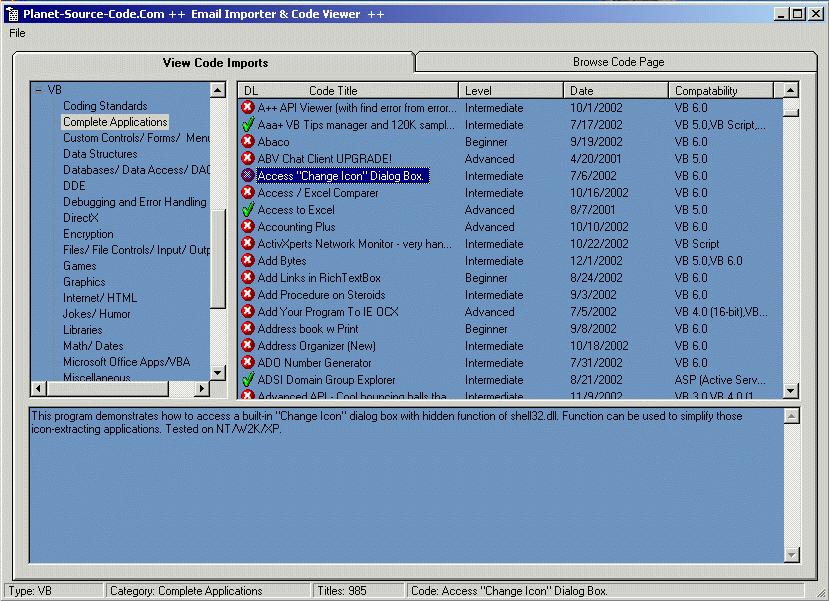 Planet-Source-Code.Com ++ Email Importer & Code Viewer ++
File
View Code Imports
Browse Code Page
VB
Coding Standards
Complete Applications
Custom Controls/ Forms/ Menu
Data Structures
Databases/ Data Access/ DAO
DDE
Debugging and Error Handling
DirectX
Encryption
Files/ File Controls/ Input/ Outp
Games
Graphics
Internet/ HTML
Jokes/ Humor
Libraries
Math/ Dates
Microsoft Office Apps/VBA
Miscellaneous
DL Code Title Level Date Compatability
A++ API Viewer (with find error from error... Intermediate 10/1/2002 VB 6.0
Aaa+ VB Tips manager and 120K sampl... Intermediate 7/17/2002 VB 5.0,VB Script,...
Abaco Beginner 9/19/2002 VB 6.0
ABV Chat Client UPGRADE! Advanced 4/20/2001 VB 5.0
Access "Change Icon" Dialog Box. Intermediate 7/6/2002 VB 6.0
Access / Excel Comparer Intermediate 10/16/2002 VB 6.0
Access to Excel Advanced 8/7/2001 VB 5.0
Accounting Plus Advanced 10/10/2002 VB 6.0
ActivXperts Network Monitor - very han... Intermediate 10/22/2002 VB Script
Add Bytes Intermediate 12/1/2002 VB 5.0,VB 6.0
Add Links in RichTextBox Beginner 8/24/2002 VB 6.0
Add Procedure on Steroids Intermediate 9/3/2002 VB 6.0
Add Your Program To IE OCX Advanced 7/5/2002 VB 4.0 (16-bit),VB...
Address book w Print Beginner 9/8/2002 VB 6.0
Address Organizer (New) Intermediate 10/18/2002 VB 6.0
ADO Number Generator Intermediate 7/31/2002 VB 6.0
ADSI Domain Group Explorer Intermediate 8/21/2002 ASP (Active Serv...
Advanced API - Cool bouncing balls tha... Intermediate 11/9/2002 VB 3.0,VB 4.0 (1...
This program demonstrates how to access a built-in "Change Icon" dialog box with hidden function of shell32.dll. Function can be used to simplify those
icon-extracting applications. Tested on NT/W2K/XP.
Type: VB
Category: Complete Applications
Titles: 985
Code: Access "Change Icon" Dialog Box.